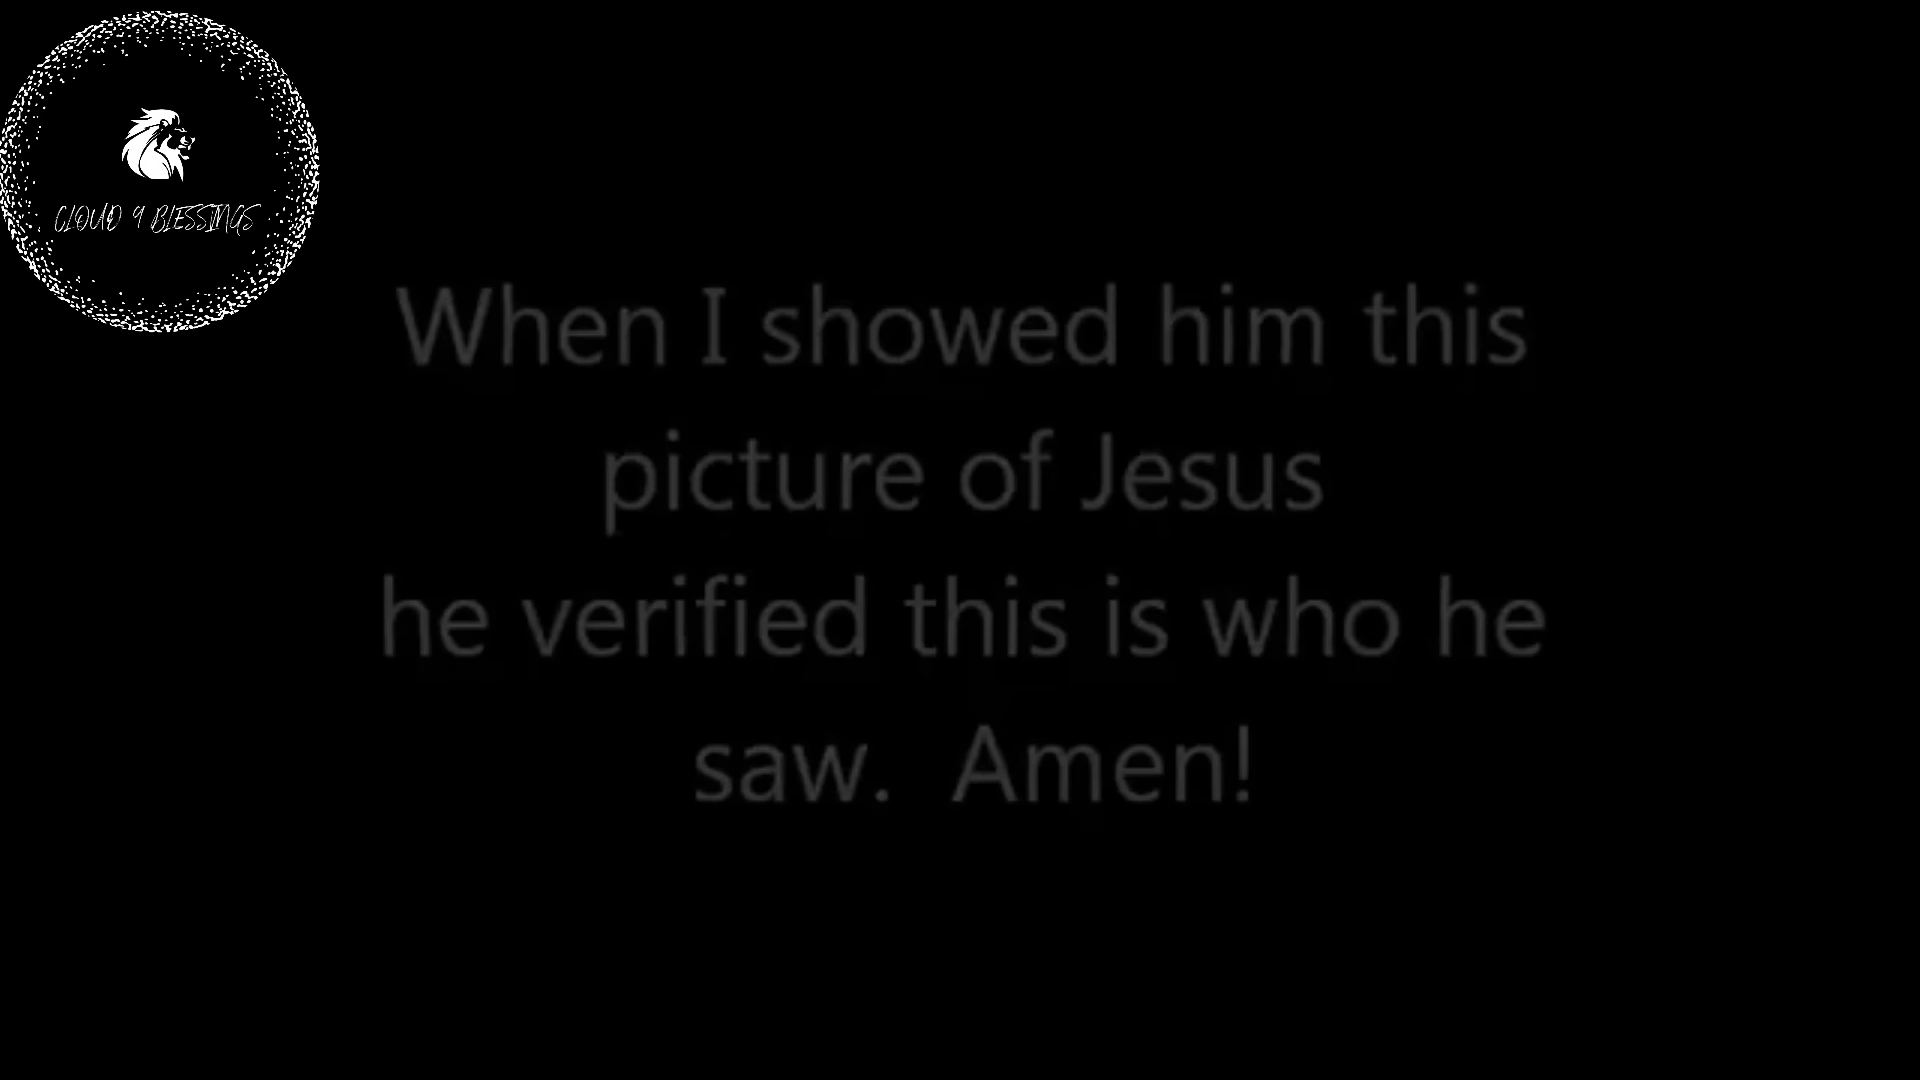 CLOUD 9 BLESSINGS
When I showed him this
picture of Jesus
he verified this is who he
saw.  Amen!